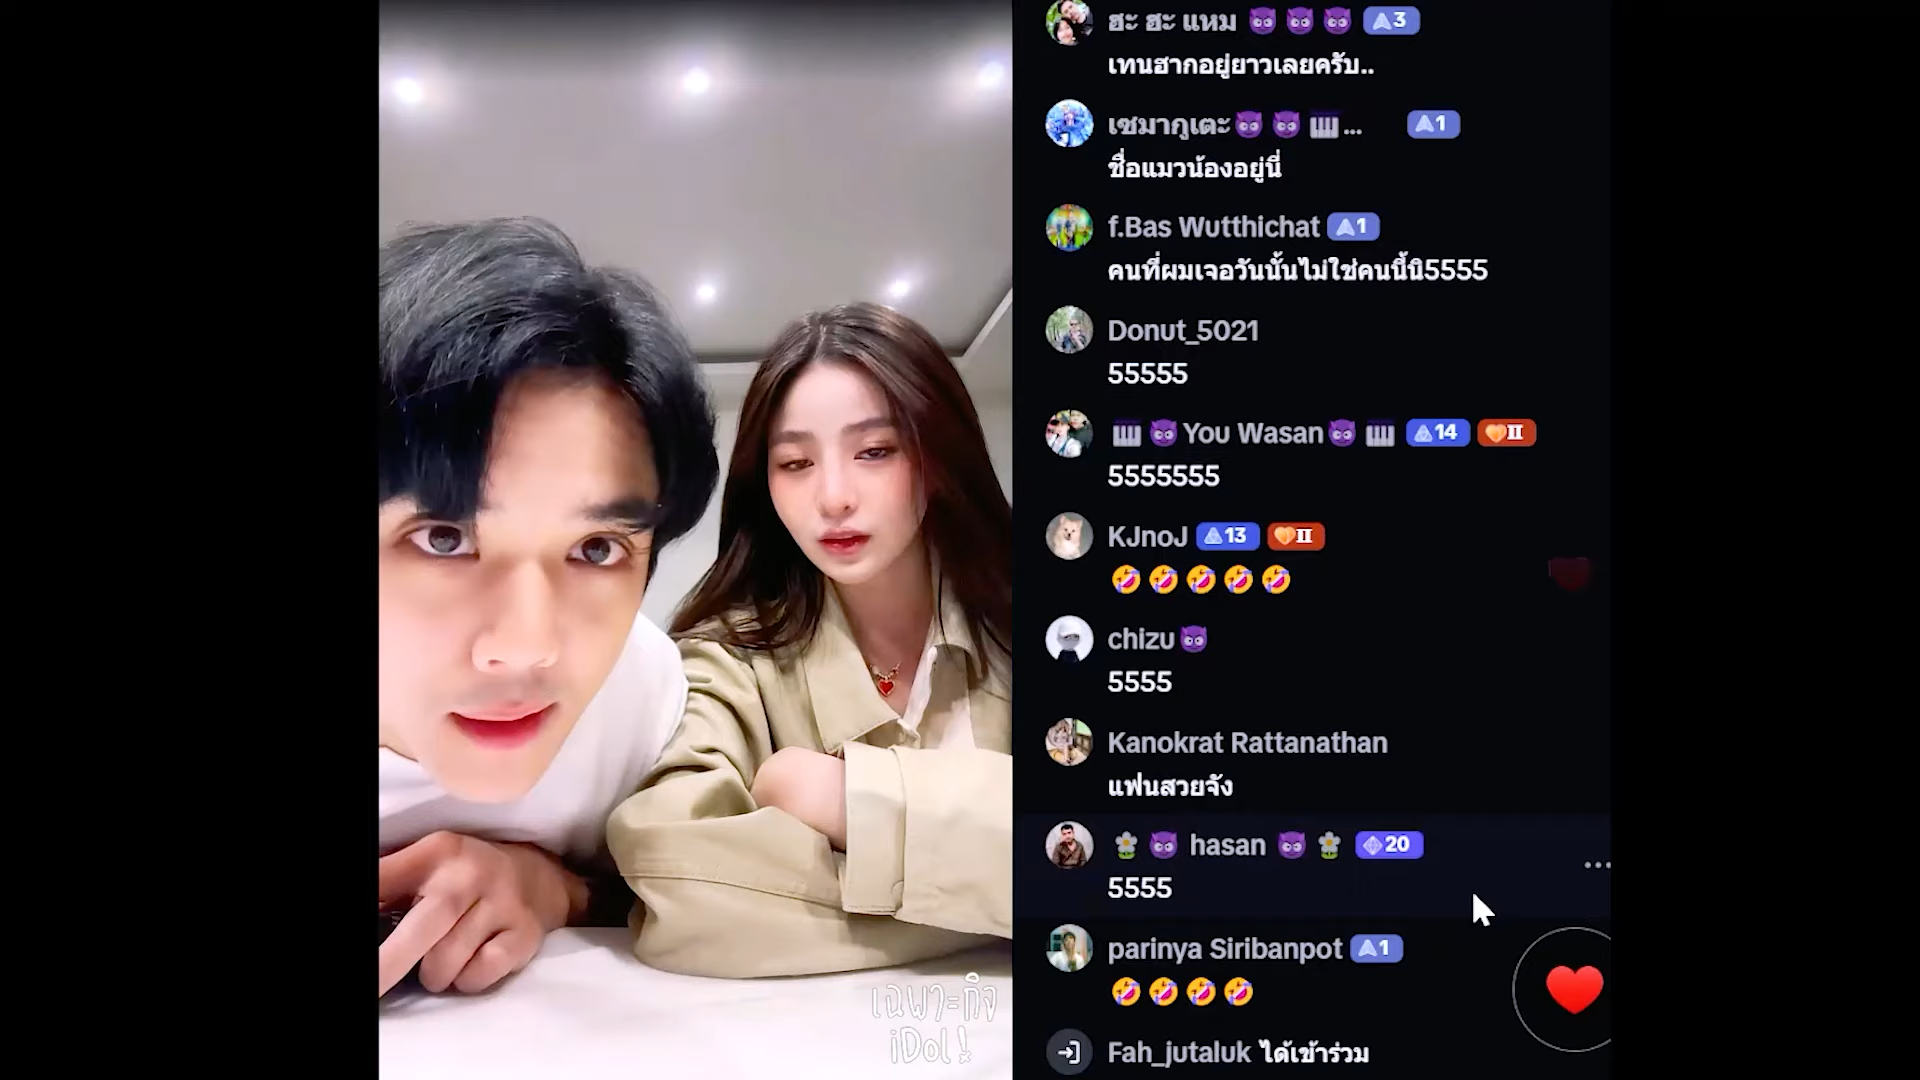 ฮะ ฮะ แหม 😈 😈 😈 3
เทนฮากอยู่ยาวเลยครับ..
เซมากูเตะ😈 😈 🎹... 1
ชื่อแมวน้องอยู่นี่
f.Bas Wutthichat 1
คนที่ผมเจอวันนั้นไม่ใช่คนนี้นิ5555
Donut_5021
55555
🎹 😈You Wasan😈 🎹 14 II
5555555
KJnoJ 13 II
🤣 🤣 🤣 🤣 🤣
chizu😈
5555
Kanokrat Rattanathan
แฟนสวยจัง
🌼 😈 hasan 😈 🌼 20
5555
parinya Siribanpot 1
🤣 🤣 🤣 🤣
Fah_jutaluk ได้เข้าร่วม
เฉพาะกิจ
iDol!